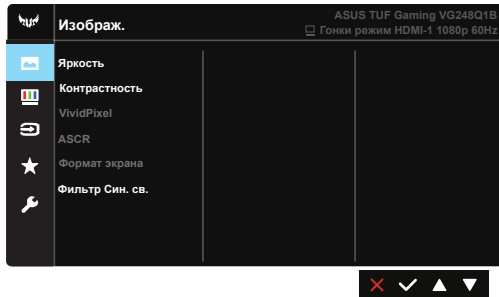 Изображ.
ASUS TUF Gaming VG248Q1B
Гонки режим HDMI-1 1080p 60Hz
Яркость
Контрастность
VividPixel
ASCR
Формат экрана
Фильтр Син. св.